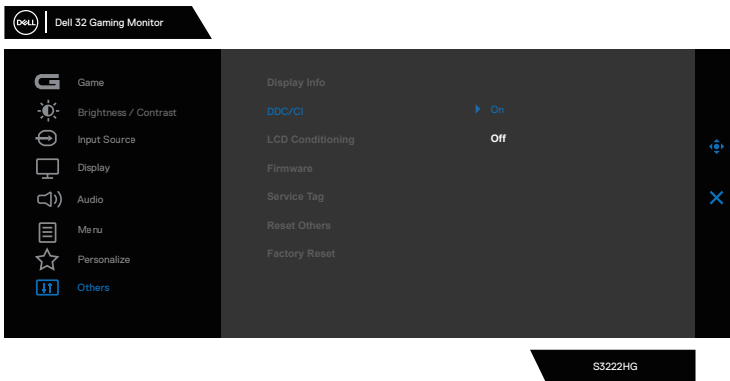 DELL Dell 32 Gaming Monitor
Game
Brightness / Contrast
Input Source
Display
Audio
Menu
Personalize
Others
Display Info
DDC/CI
On
LCD Conditioning
Off
Firmware
Service Tag
Reset Others
Factory Reset
S3222HG